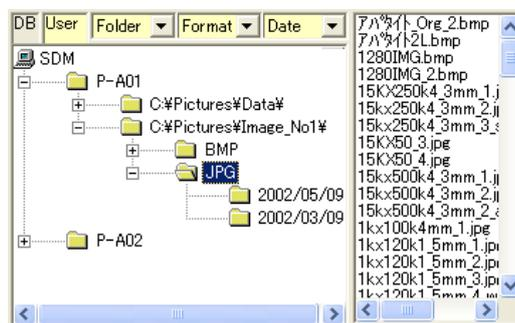 DB User Folder Format Date
SDM
P-A01
C:¥Pictures¥Data¥
C:¥Pictures¥Image_No1¥
BMP
JPG
2002/05/09
2002/03/09
P-A02
アパタイト_Org_2.bmp
アパタイト2L.bmp
1280IMG.bmp
1280IMG_2.bmp
15KX250k4_3mm_1.j
15kx250k4_3mm_2.j
15kx250k4_3mm_3_s
15KX50_3.jpg
15KX50_4.jpg
15kx500k4_3mm_1.j
15kx500k4_3mm_2.j
15kx500k4_3mm_2_a
1kx100k4mm_1.jpg
1kx120k1_5mm_1.jp
1kx120k1_5mm_2.jp
1kx120k1_5mm_3.jp
1kx120k1_5mm_4